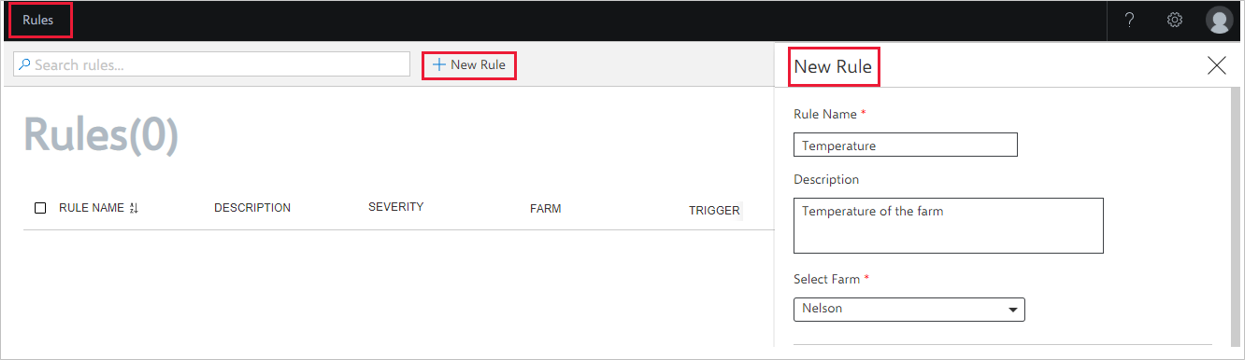 Rules
?
Search rules...
+ New Rule
New Rule
Rules(0)
Rule Name *
Temperature
Description
Temperature of the farm
RULE NAME DESCRIPTION SEVERITY FARM TRIGGER
Select Farm *
Nelson